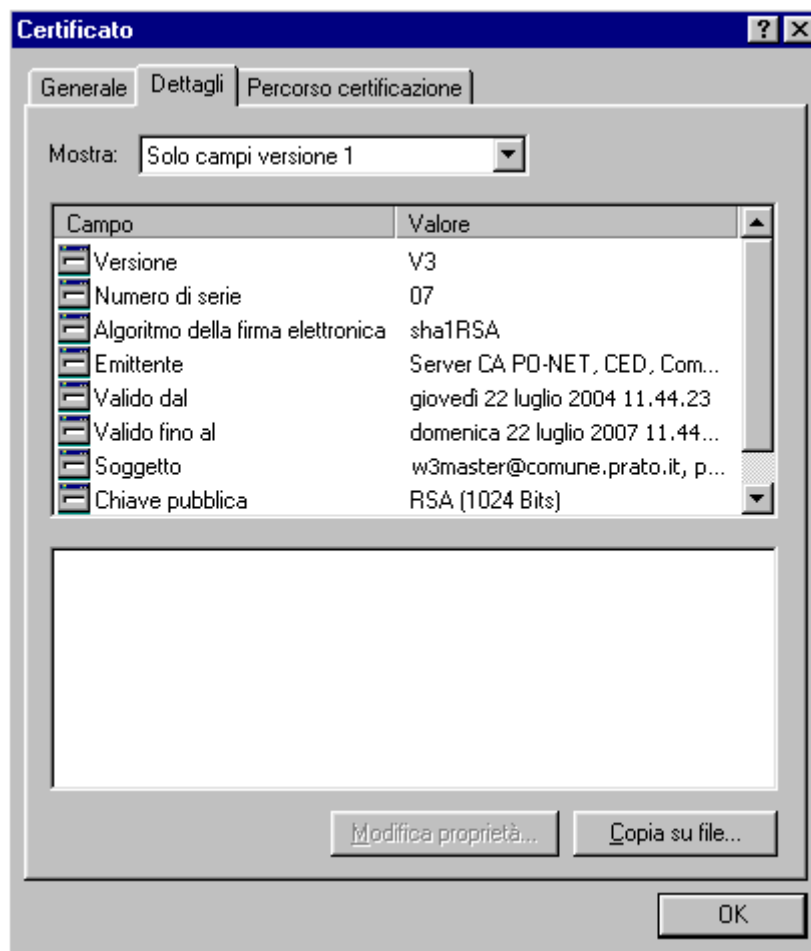 Certificato
Generale Dettagli Percorso certificazione
Mostra: Solo campi versione 1
Campo Valore
Versione V3
Numero di serie 07
Algoritmo della firma elettronica sha1RSA
Emittente Server CA PO-NET, CED, Com...
Valido dal giovedì 22 luglio 2004 11.44.23
Valido fino al domenica 22 luglio 2007 11.44...
Soggetto w3master@comune.prato.it, p...
Chiave pubblica RSA (1024 Bits)
Modifica proprietà... Copia su file...
OK